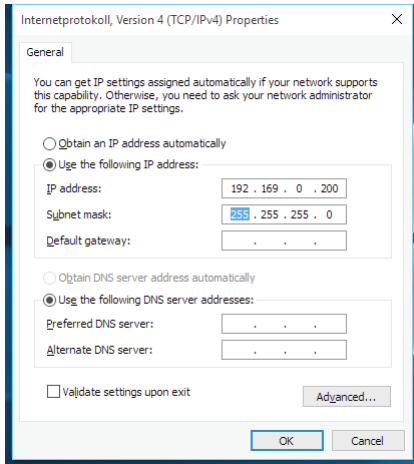 Internetprotokoll, Version 4 (TCP/IPv4) Properties
General
You can get IP settings assigned automatically if your network supports
this capability. Otherwise, you need to ask your network administrator
for the appropriate IP settings.
Obtain an IP address automatically
Use the following IP address:
IP address: 192 . 169 . 0 . 200
Subnet mask: 255 . 255 . 255 . 0
Default gateway: . . .
Obtain DNS server address automatically
Use the following DNS server addresses:
Preferred DNS server: . . .
Alternate DNS server: . . .
Validate settings upon exit
Advanced...
OK Cancel